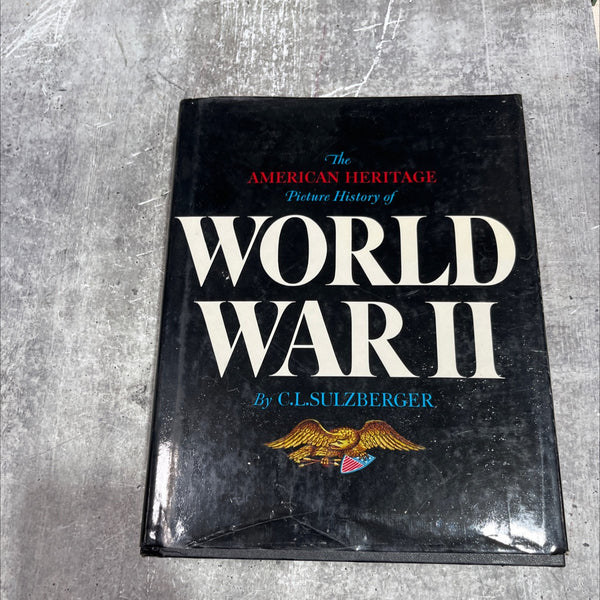 The
AMERICAN HERITAGE
Picture History of
WORLD
WAR II
By C.L.SULZBERGER